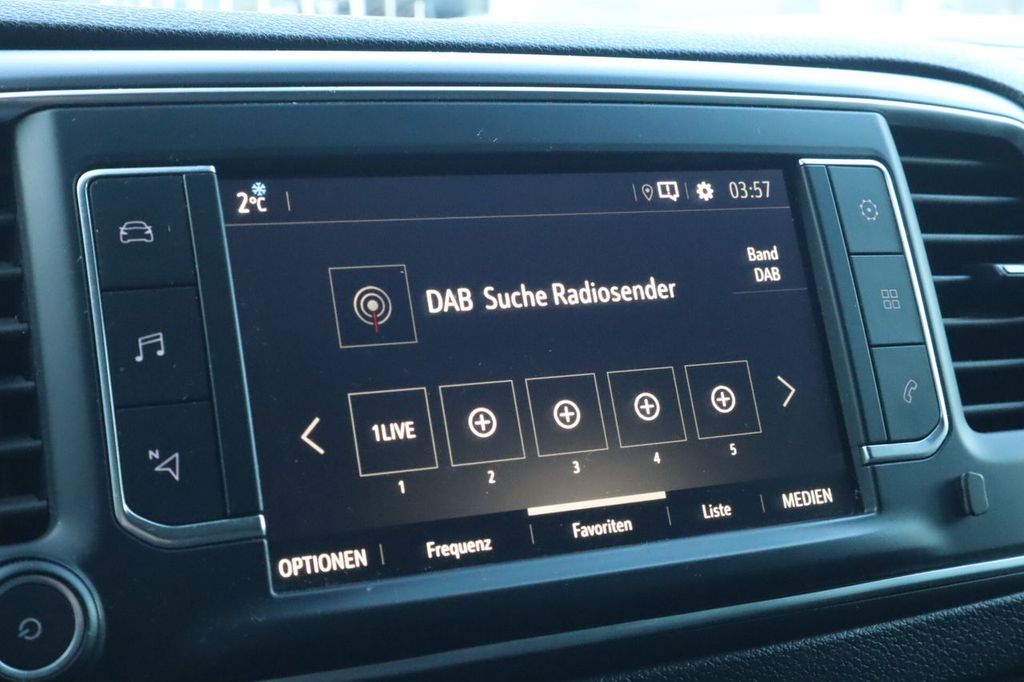 2°C
03:57
Band
DAB
DAB Suche Radiosender
1LIVE
1 2 3 4 5
N
OPTIONEN Frequenz Favoriten Liste MEDIEN